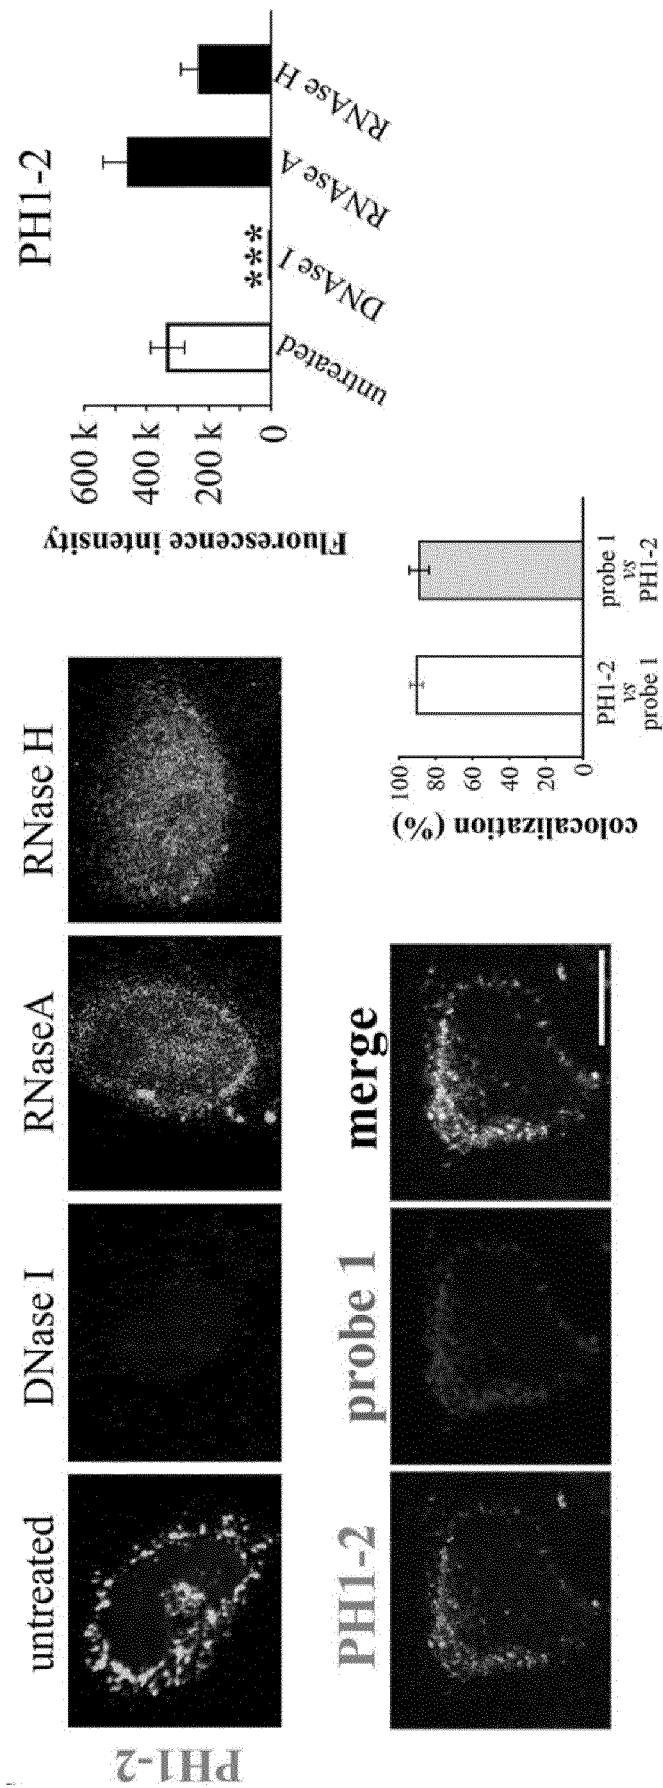 untreated
DNase I
RNaseA
RNase H
PH1-2
PH1-2
Fluorescence intensity
600 k
400 k
200 k
0
***
untreated
DNAse I
RNAse A
RNAse H
PH1-2
probe 1
merge
colocalization (%)
100
80
60
40
20
0
PH1-2
vs
probe 1
probe 1
vs
PH1-2